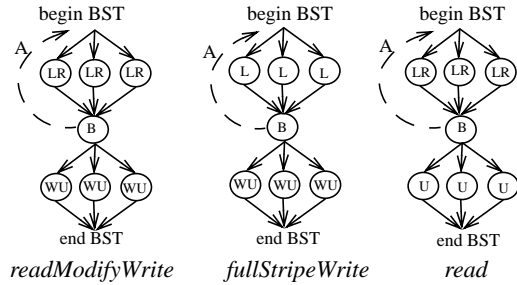 begin BST begin BST begin BST
A A A
LR LR LR L L L LR LR LR
B B B
WU WU WU WU WU WU U U U
end BST end BST end BST
readModifyWrite fullStripeWrite read